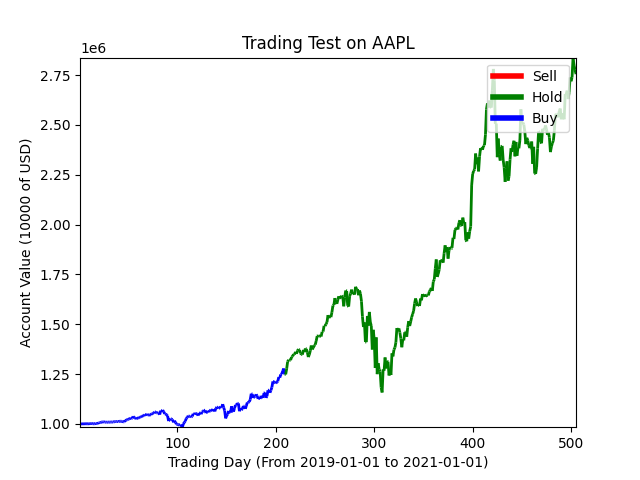 Trading Test on AAPL
1e6
Sell
Hold
Buy
2.75
2.50
2.25
2.00
1.75
1.50
1.25
1.00
Account Value (10000 of USD)
100
200
300
400
500
Trading Day (From 2019-01-01 to 2021-01-01)